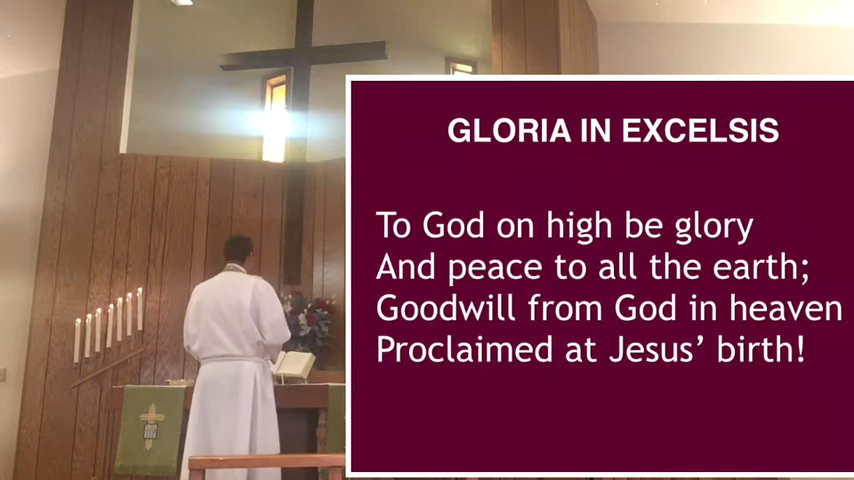 GLORIA IN EXCELSIS
To God on high be glory
And peace to all the earth;
Goodwill from God in heaven
Proclaimed at Jesus’ birth!